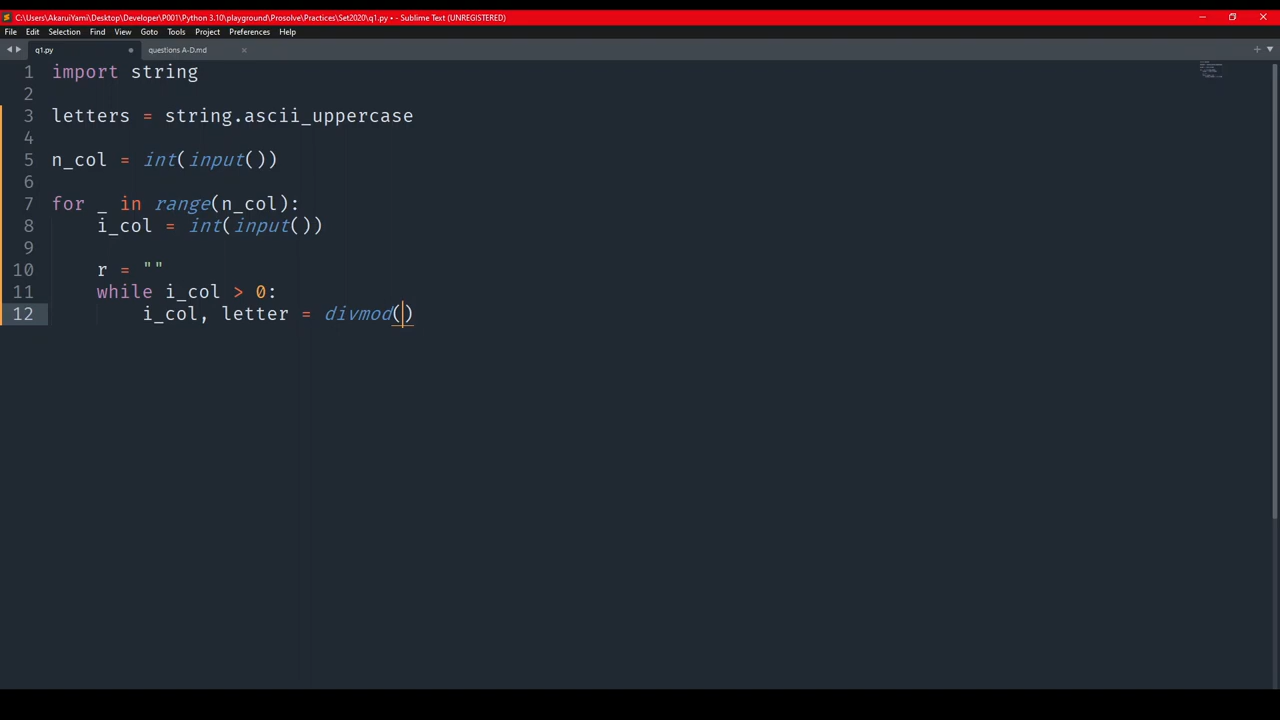 C:\Users\AkaruiYami\Desktop\Developer\P001\Python 3.10\playground\Prosolve\Practices\Set2020\q1.py • - Sublime Text (UNREGISTERED)
File Edit Selection Find View Goto Tools Project Preferences Help
q1.py questions A-D.md
1 import string
2
3 letters = string.ascii_uppercase
4
5 n_col = int(input())
6
7 for _ in range(n_col):
8     i_col = int(input())
9
10     r = ""
11     while i_col > 0:
12         i_col, letter = divmod()